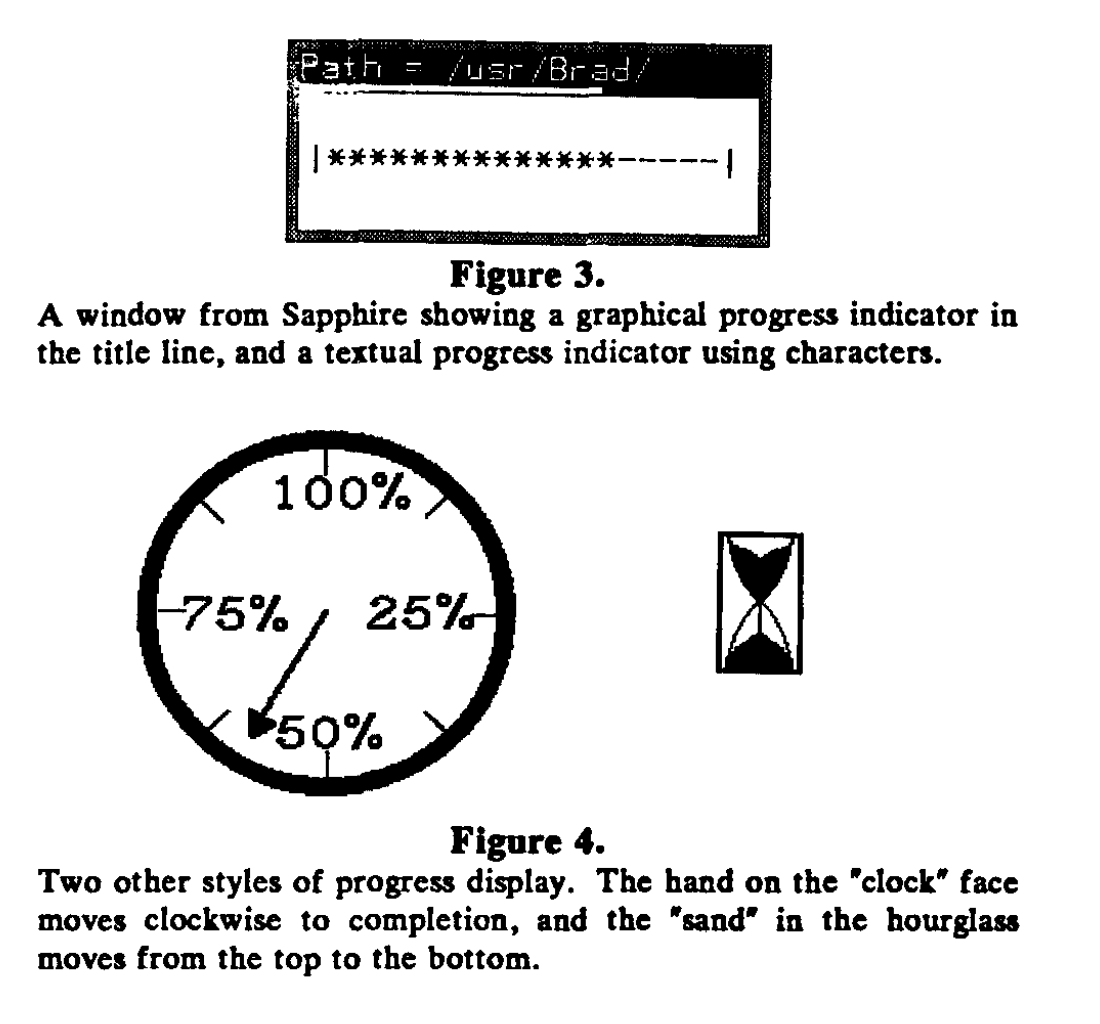 Path = /usr/Brad/
|**************-----|
Figure 3.
A window from Sapphire showing a graphical progress indicator in
the title line, and a textual progress indicator using characters.
100%
75%
25%
50%
Figure 4.
Two other styles of progress display. The hand on the "clock" face
moves clockwise to completion, and the "sand" in the hourglass
moves from the top to the bottom.